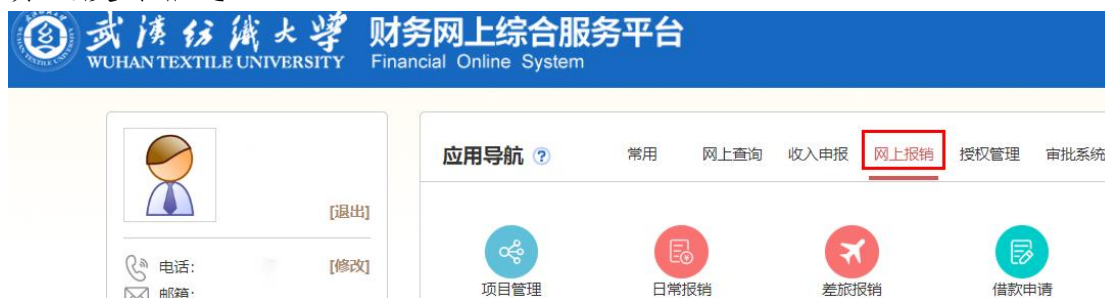 武漢纺織大学 财务网上综合服务平台
WUHAN TEXTILE UNIVERSITY Financial Online System
应用导航 ? 常用 网上查询 收入申报 网上报销 授权管理 审批系统
[退出]
电话: [修改]
邮箱:
项目管理 日常报销 差旅报销 借款申请